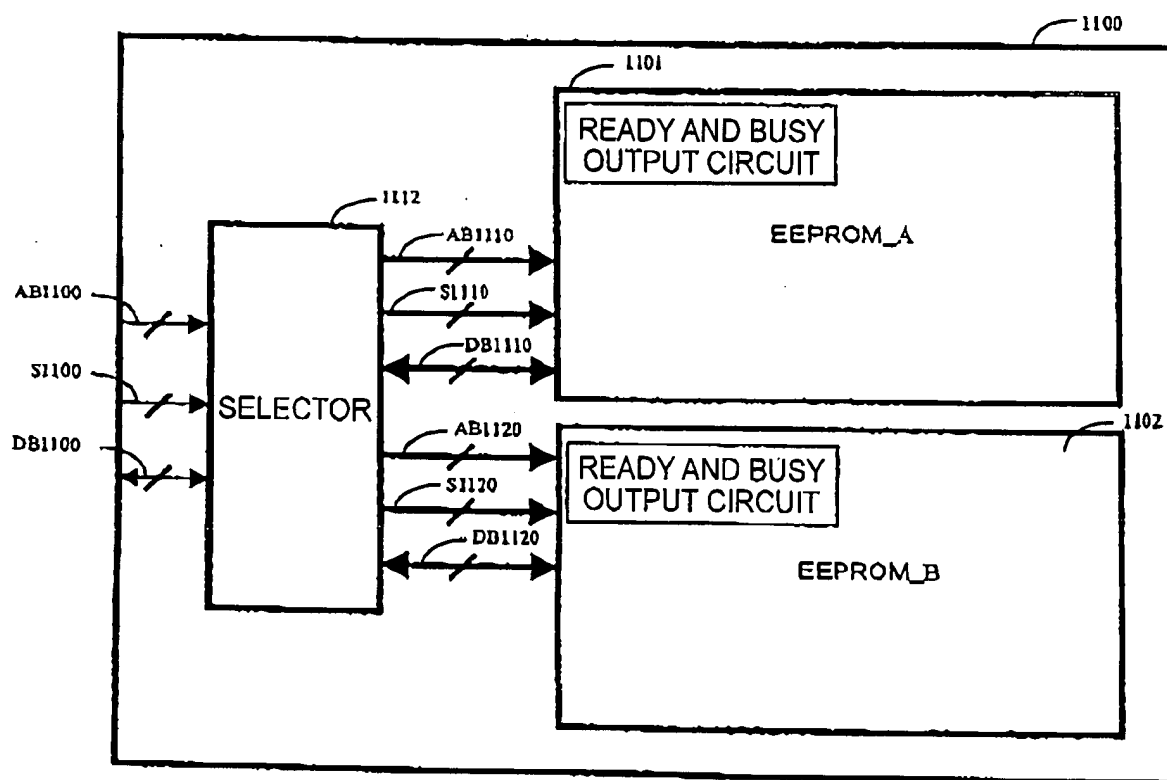 1100
1101
READY AND BUSY
OUTPUT CIRCUIT
EEPROM_A
1112
AB1110
S1110
DB1110
AB1100
S1100
DB1100
SELECTOR
AB1120
S1120
DB1120
1102
READY AND BUSY
OUTPUT CIRCUIT
EEPROM_B